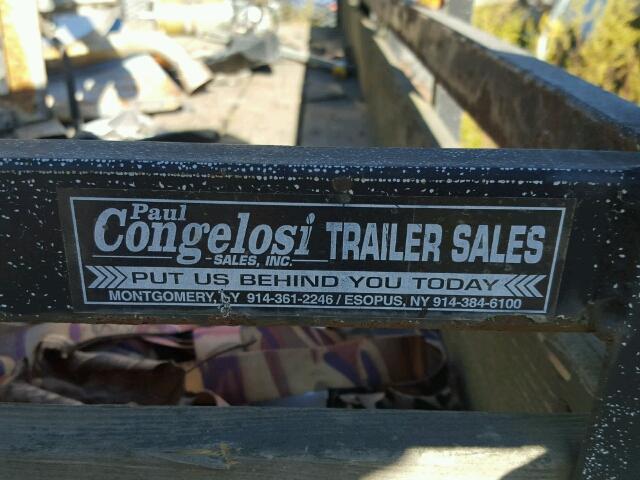 Paul
Congelosi TRAILER SALES
SALES, INC.
PUT US BEHIND YOU TODAY
MONTGOMERY, NY 914-361-2246 / ESOPUS, NY 914-384-6100